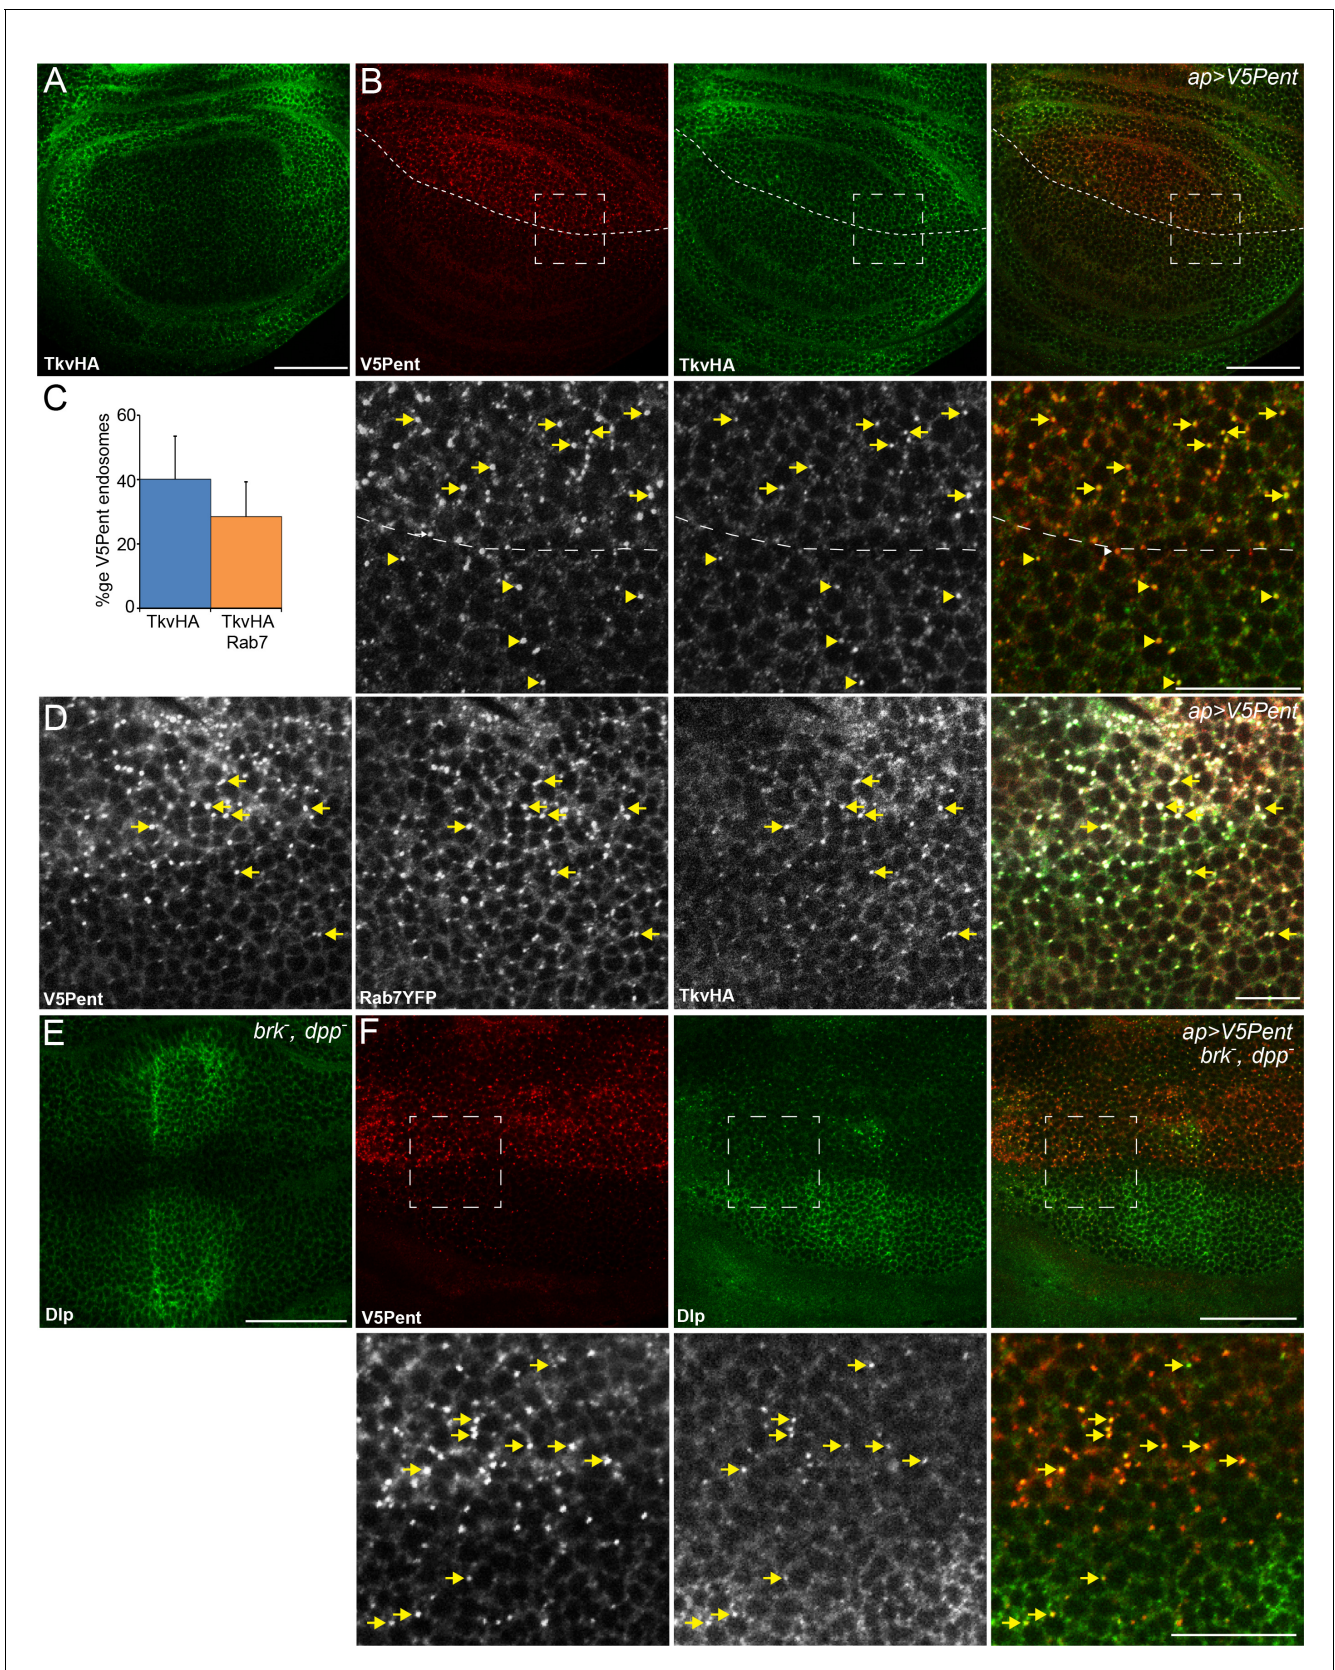 A
TkvHA
B
V5Pent
TkvHA
ap>V5Pent
C
%ge V5Pent endosomes
60
40
20
0
TkvHA
TkvHA
Rab7
D
V5Pent
Rab7YFP
TkvHA
ap>V5Pent
E
brk-, dpp-
Dlp
F
V5Pent
Dlp
ap>V5Pent
brk-, dpp-